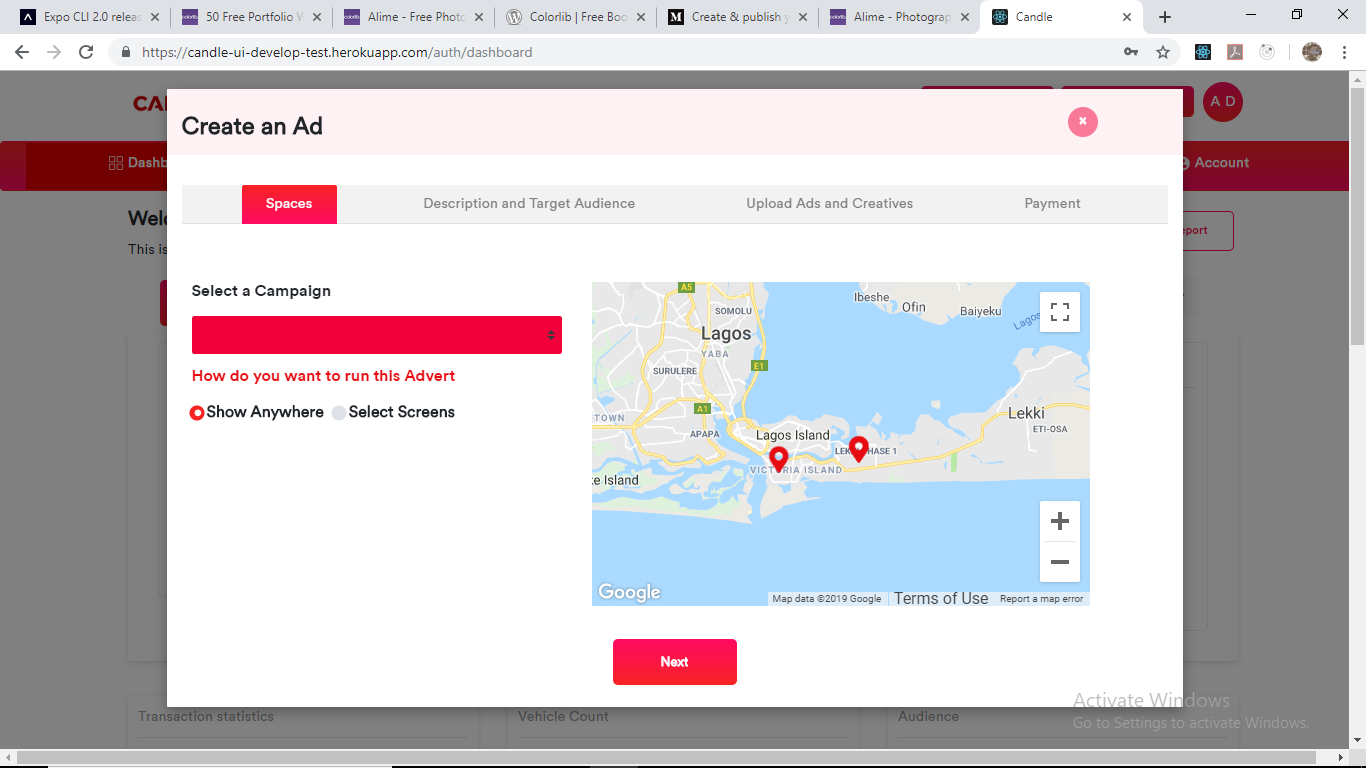 Expo CLI 2.0 releas
50 Free Portfolio W
Alime - Free Photo
Colorlib | Free Boo
Create & publish y
Alime - Photograp
Candle
https://candle-ui-develop-test.herokuapp.com/auth/dashboard
CAN
A D
Dashb
Account
Welc
This is
eport
Create an Ad
Spaces
Description and Target Audience
Upload Ads and Creatives
Payment
Select a Campaign
How do you want to run this Advert
Show Anywhere
Select Screens
A5
SOMOLU
Ibeshe
Ofin
Baiyeku
Lagos
Lagos
YABA
E1
SURULERE
A1
TOWN
APAPA
Lagos Island
Lekki
ETI-OSA
LEKKI PHASE 1
VICTORIA ISLAND
ke Island
Google
Map data ©2019 Google
Terms of Use
Report a map error
Next
Activate Windows
Go to Settings to activate Windows.
Transaction statistics
Vehicle Count
Audience